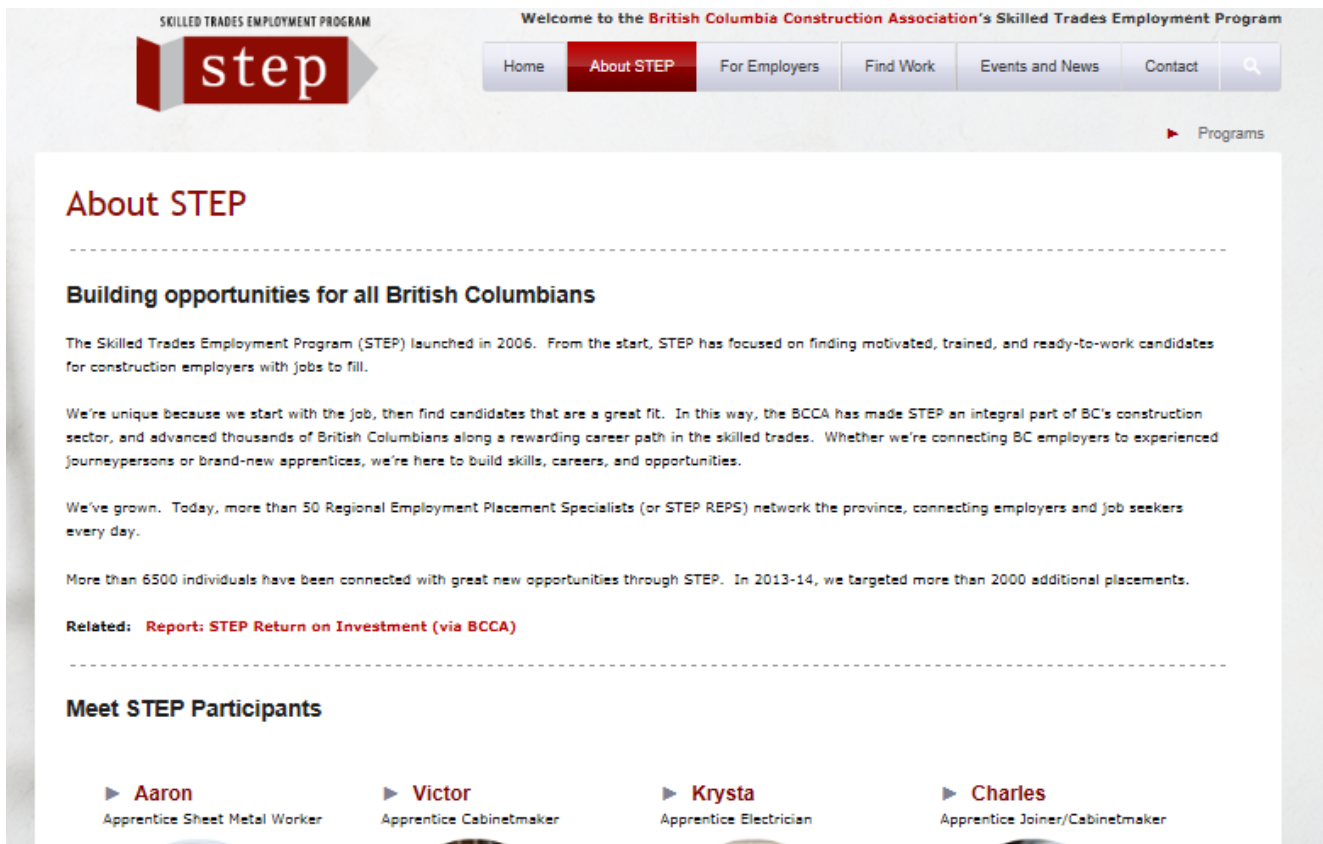 SKILLED TRADES EMPLOYMENT PROGRAM
step
Welcome to the British Columbia Construction Association's Skilled Trades Employment Program
Home About STEP For Employers Find Work Events and News Contact
Programs
About STEP
Building opportunities for all British Columbians
The Skilled Trades Employment Program (STEP) launched in 2006. From the start, STEP has focused on finding motivated, trained, and ready-to-work candidates
for construction employers with jobs to fill.
We're unique because we start with the job, then find candidates that are a great fit. In this way, the BCCA has made STEP an integral part of BC's construction
sector, and advanced thousands of British Columbians along a rewarding career path in the skilled trades. Whether we're connecting BC employers to experienced
journeypersons or brand-new apprentices, we're here to build skills, careers, and opportunities.
We've grown. Today, more than 50 Regional Employment Placement Specialists (or STEP REPS) network the province, connecting employers and job seekers
every day.
More than 6500 individuals have been connected with great new opportunities through STEP. In 2013-14, we targeted more than 2000 additional placements.
Related: Report: STEP Return on Investment (via BCCA)
Meet STEP Participants
Aaron Victor Krysta Charles
Apprentice Sheet Metal Worker Apprentice Cabinetmaker Apprentice Electrician Apprentice Joiner/Cabinetmaker